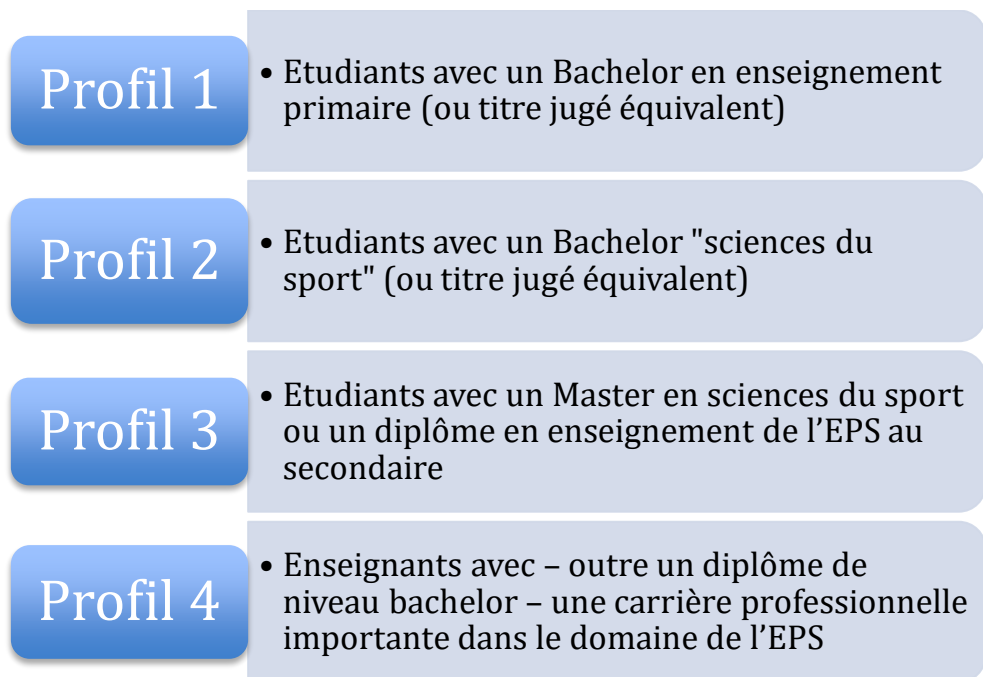 Profil 1
• Etudiants avec un Bachelor en enseignement
primaire (ou titre jugé équivalent)
Profil 2
• Etudiants avec un Bachelor "sciences du
sport" (ou titre jugé équivalent)
Profil 3
• Etudiants avec un Master en sciences du sport
ou un diplôme en enseignement de l’EPS au
secondaire
Profil 4
• Enseignants avec – outre un diplôme de
niveau bachelor – une carrière professionnelle
importante dans le domaine de l’EPS